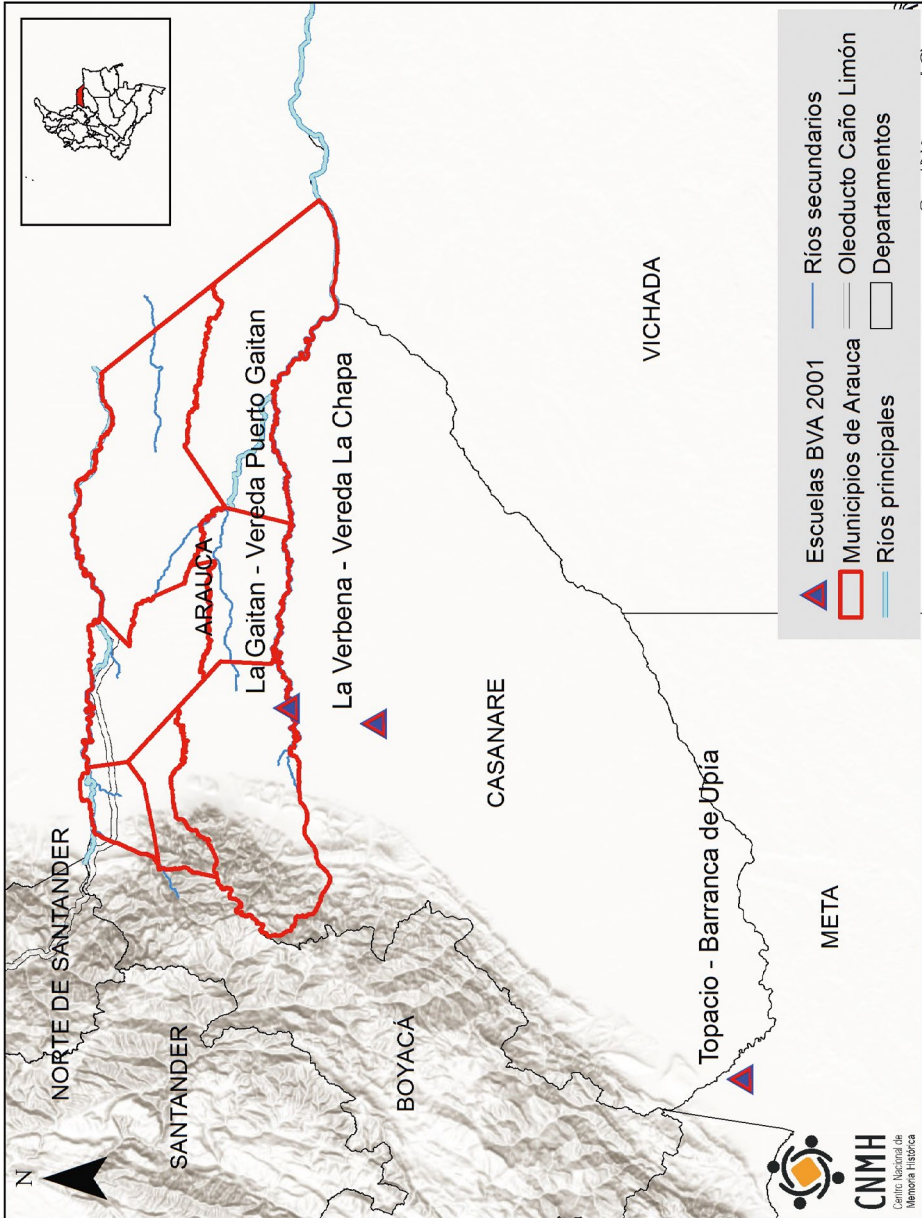 N
NORTE DE SANTANDER
SANTANDER
BOYACÁ
ARAUCA
La Gaitan - Vereda Puerto Gaitan
La Verbena - Vereda La Chapa
CASANARE
VICHADA
Topacio - Barranca de Upía
META
Escuelas BVA 2001
Municipios de Arauca
Ríos principales
Ríos secundarios
Oleoducto Caño Limón
Departamentos
CNMH
Centro Nacional de
Memoria Histórica